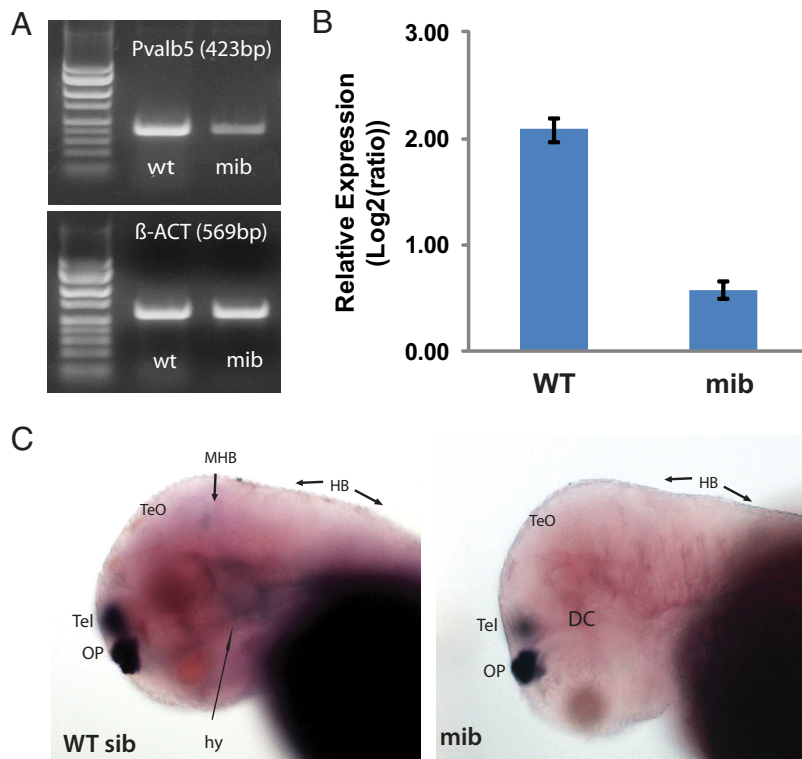 A
Pvalb5 (423bp)
wt
mib
ß-ACT (569bp)
wt
mib
B
Relative Expression
(Log2(ratio))
3.00
2.00
1.00
0.00
WT
mib
C
MHB
HB
TeO
Tel
OP
hy
WT sib
HB
TeO
Tel
DC
OP
mib